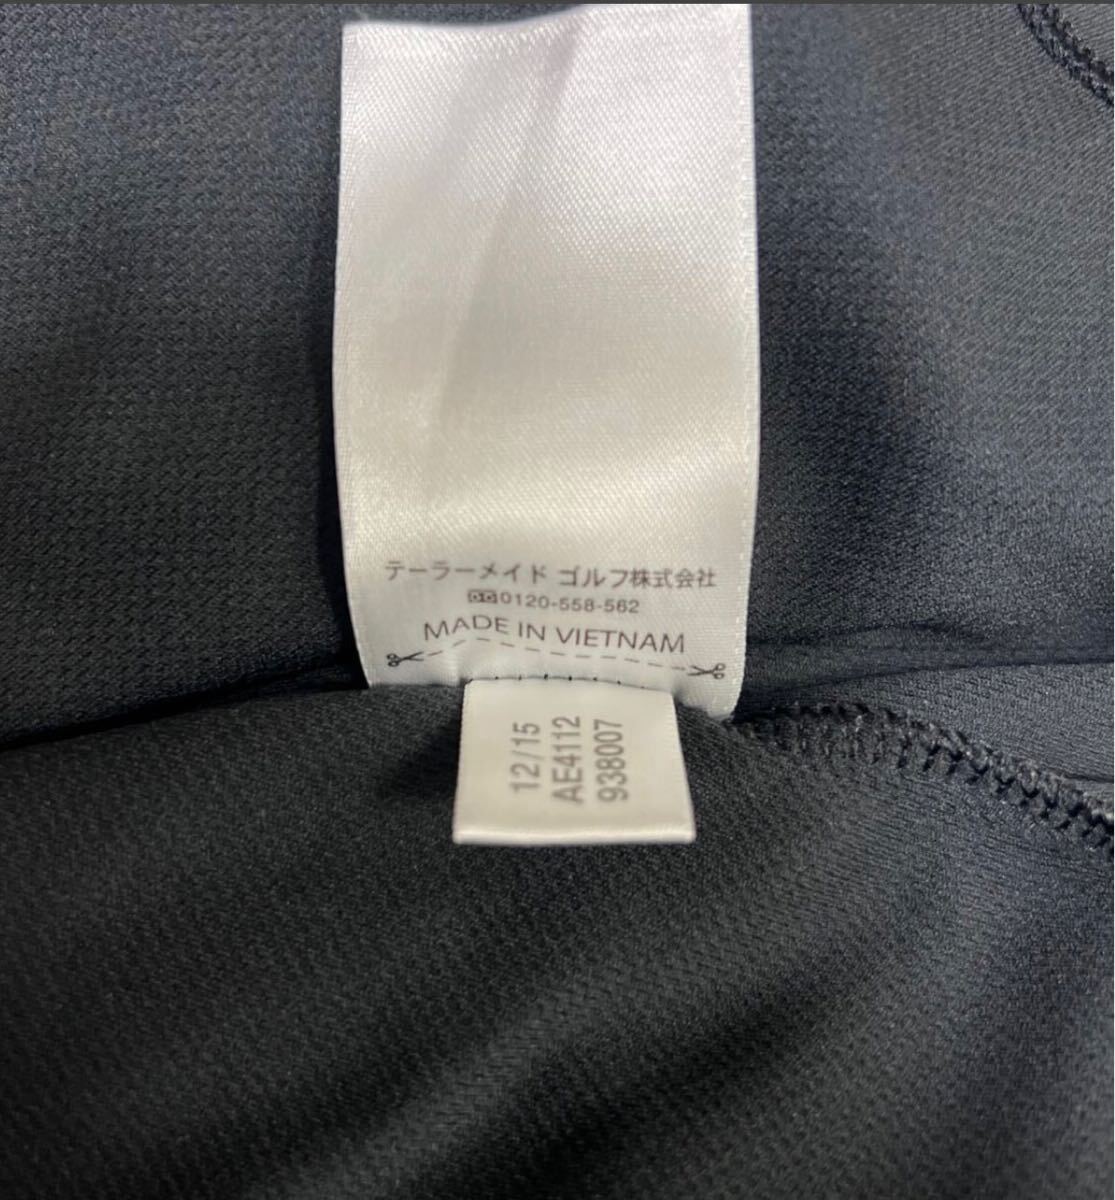 テーラーメイド ゴルフ株式会社
0120-558-562
MADE IN VIETNAM
12/15
AE4112
938007